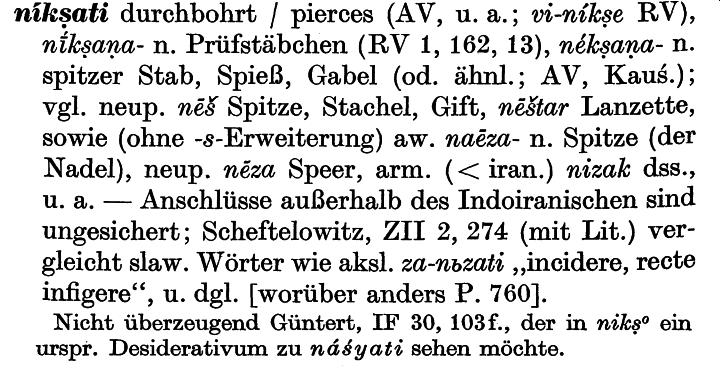 níkṣati durchbohrt / pierces (AV, u. a.; vi-níkṣe RV),
nī́kṣaṇa- n. Prüfstäbchen (RV 1, 162, 13), nékṣaṇa- n.
spitzer Stab, Spieß, Gabel (od. ähnl.; AV, Kauś.);
vgl. neup. nēš Spitze, Stachel, Gift, nēštar Lanzette,
sowie (ohne -s-Erweiterung) aw. naēza- n. Spitze (der
Nadel), neup. nēza Speer, arm. (< iran.) nizak dss.,
u. a. — Anschlüsse außerhalb des Indoiranischen sind
ungesichert; Scheftelowitz, ZII 2, 274 (mit Lit.) ver-
gleicht slaw. Wörter wie aksl. za-nьzati „incidere, recte
infigere“, u. dgl. [worüber anders P. 760].
Nicht überzeugend Güntert, IF 30, 103f., der in nikṣ° ein
urspr. Desiderativum zu náśyati sehen möchte.